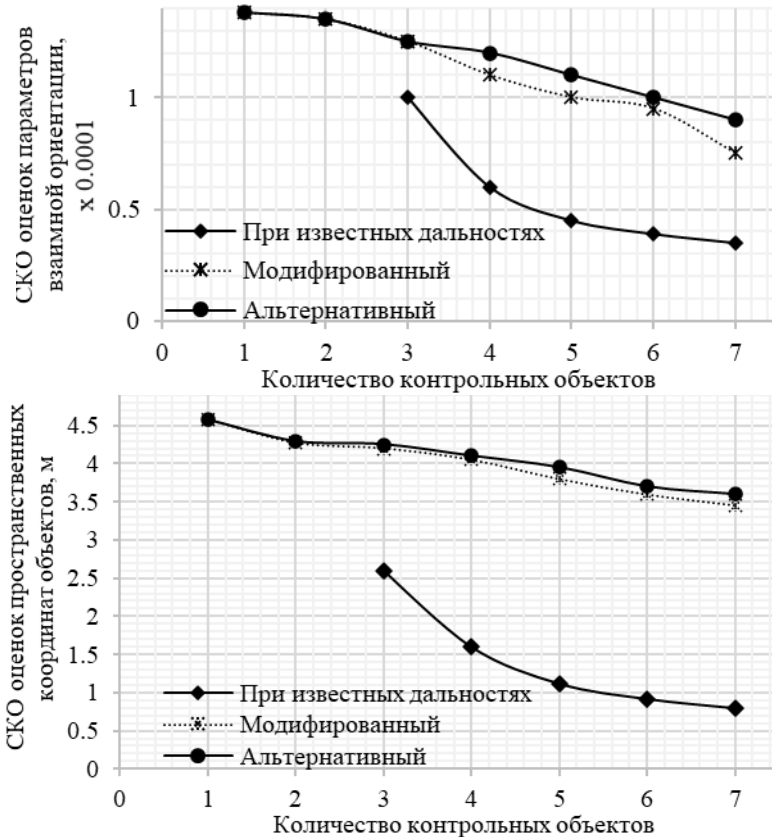 СКО оценок параметров
взаимной ориентации,
x 0.0001
1
0.5
0
При известных дальностях
Модифированный
Альтернативный
0 1 2 3 4 5 6 7
Количество контрольных объектов
СКО оценок пространственных
координат объектов, м
4.5
4
3.5
3
2.5
2
1.5
1
0.5
0
При известных дальностях
Модифированный
Альтернативный
0 1 2 3 4 5 6 7
Количество контрольных объектов